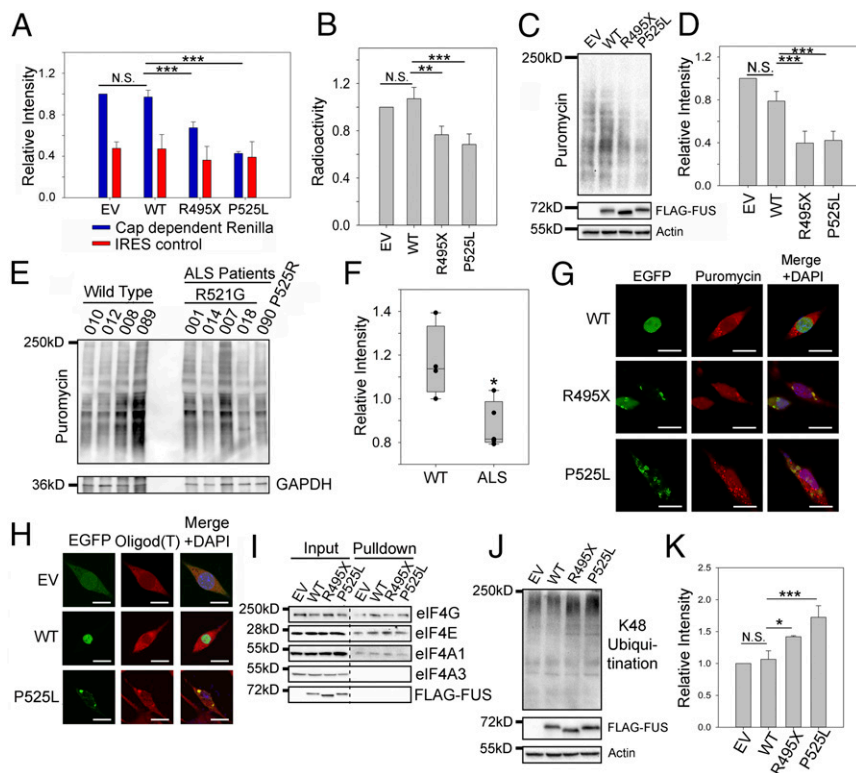 A
Relative Intensity
1.2
0.8
0.4
0.0
N.S.
***
***
EV WT R495X P525L
Cap dependent Renilla
IRES control
B
Radioactivity
1.2
1.0
0.8
0.6
0.4
0.2
0.0
N.S.
***
**
EV
WT
R495X
P525L
C
EV
WT
R495X
P525L
250kD
Puromycin
72kD
FLAG-FUS
55kD
Actin
D
Relative Intensity
1.2
1.0
0.8
0.6
0.4
0.2
0.0
N.S.
***
***
EV
WT
R495X
P525L
E
ALS Patients
Wild Type
R521G
P525R
010
012
008
089
001
014
007
018
090
250kD
Puromycin
36kD
GAPDH
F
Relative Intensity
1.4
1.2
1.0
0.8
*
WT
ALS
G
Merge
EGFP Puromycin +DAPI
WT
R495X
P525L
H
Merge
EGFP Oligod(T) +DAPI
EV
WT
P525L
I
Input Pulldown
EV
WT
R495X
P525L
EV
WT
R495X
P525L
250kD
eIF4G
28kD
eIF4E
55kD
eIF4A1
55kD
eIF4A3
72kD
FLAG-FUS
J
EV
WT
R495X
P525L
250kD
K48
Ubiqui-
tination
72kD
FLAG-FUS
55kD
Actin
K
Relative Intensity
2.5
2.0
1.5
1.0
0.5
0.0
N.S.
***
*
EV
WT
R495X
P525L